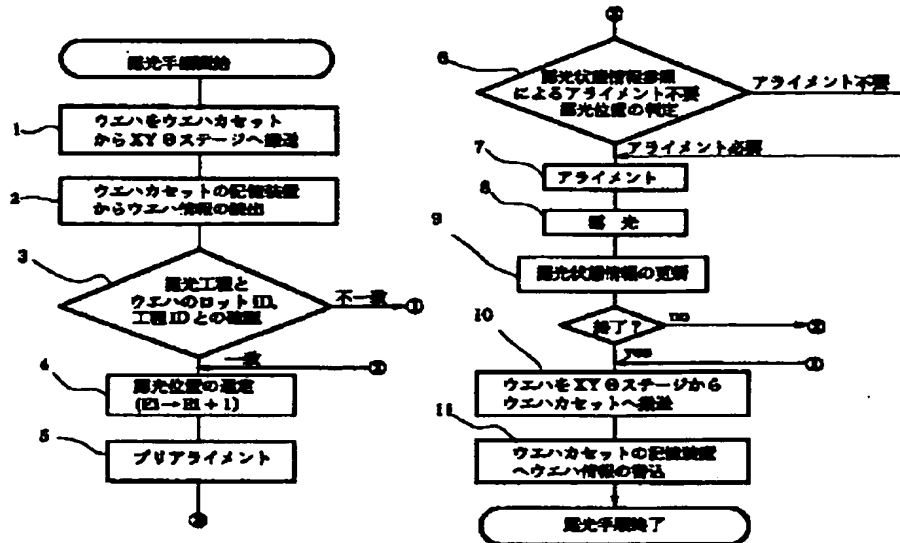 露光手順開始
1
ウエハをウエハカセット
からXYΘステージへ搬送
2
ウエハカセットの記憶装置
からウエハ情報の読出
3
露光工程と
ウエハのロットID、
工程IDとの確認
不一致
①
一致
②
4
露光位置の選定
(Ei→Ei+1)
5
プリアライメント
③
③
6
露光状態情報参照
によるアライメント不要
露光位置の判定
アライメント不要
アライメント必要
7
アライメント
8
露 光
9
露光状態情報の更新
終了?
no
②
yes
①
10
ウエハをXYΘステージから
ウエハカセットへ搬送
11
ウエハカセットの記憶装置
へウエハ情報の書込
露光手順終了